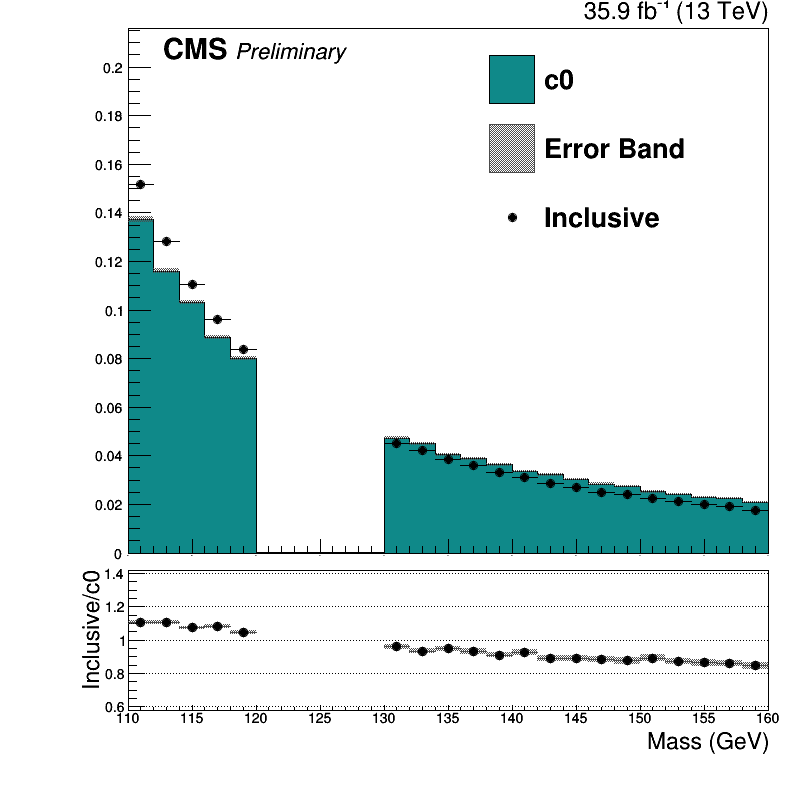 35.9 fb⁻¹ (13 TeV)
CMS Preliminary
c0
Error Band
Inclusive
0.2
0.18
0.16
0.14
0.12
0.1
0.08
0.06
0.04
0.02
0
Inclusive/c0
1.4
1.2
1
0.8
0.6
110 115 120 125 130 135 140 145 150 155 160
Mass (GeV)